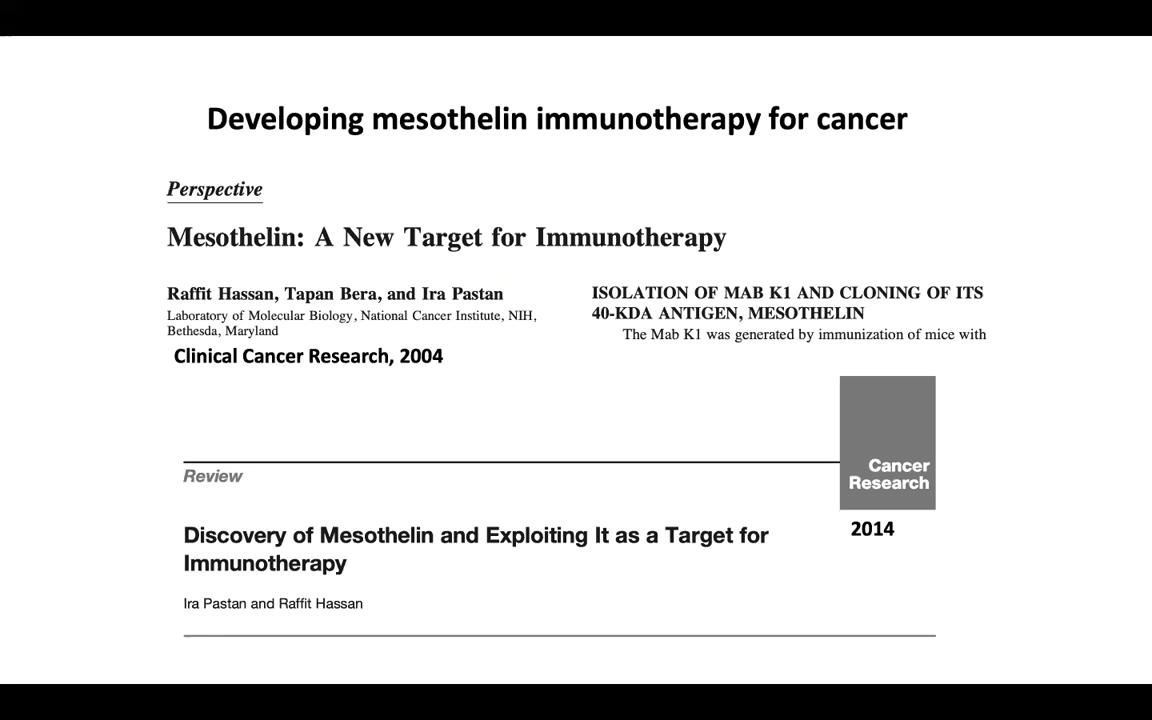 Developing mesothelin immunotherapy for cancer
Perspective
Mesothelin: A New Target for Immunotherapy
Raffit Hassan, Tapan Bera, and Ira Pastan
Laboratory of Molecular Biology, National Cancer Institute, NIH,
Bethesda, Maryland
Clinical Cancer Research, 2004
ISOLATION OF MAB K1 AND CLONING OF ITS
40-KDA ANTIGEN, MESOTHELIN
The Mab K1 was generated by immunization of mice with
Review
Cancer
Research
Discovery of Mesothelin and Exploiting It as a Target for
Immunotherapy
2014
Ira Pastan and Raffit Hassan